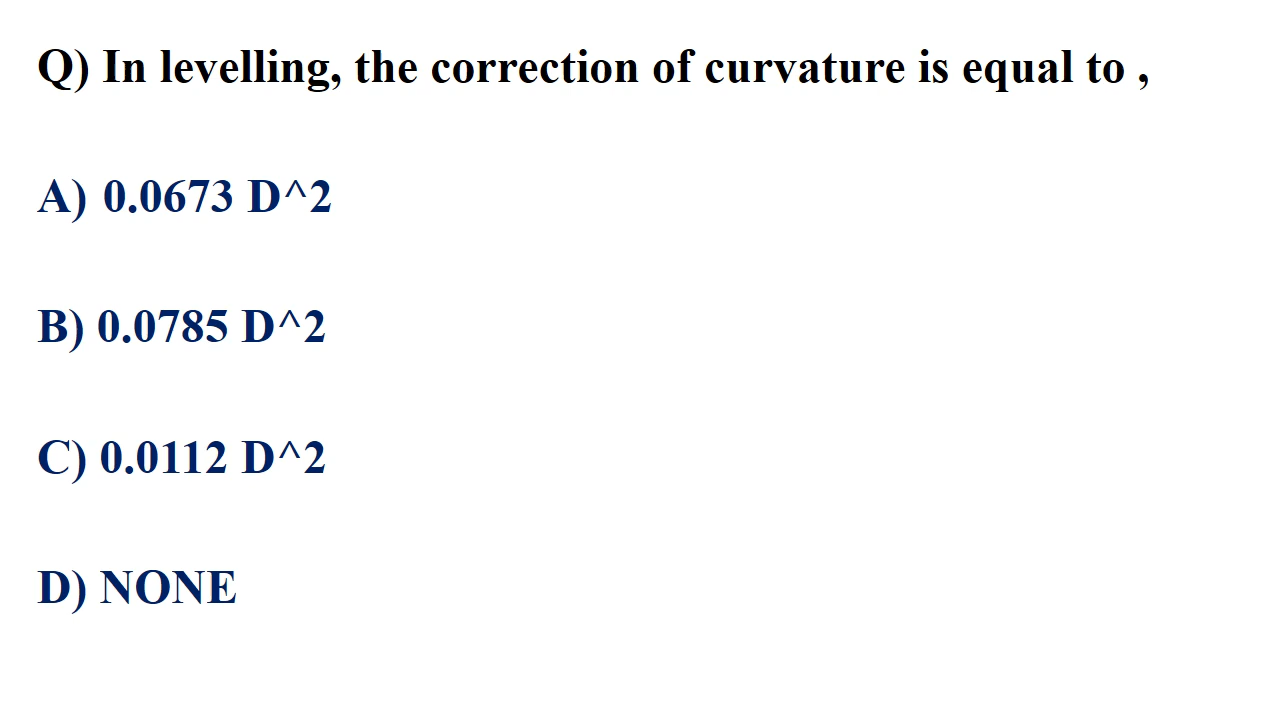 Q) In levelling, the correction of curvature is equal to ,
A) 0.0673 D^2
B) 0.0785 D^2
C) 0.0112 D^2
D) NONE